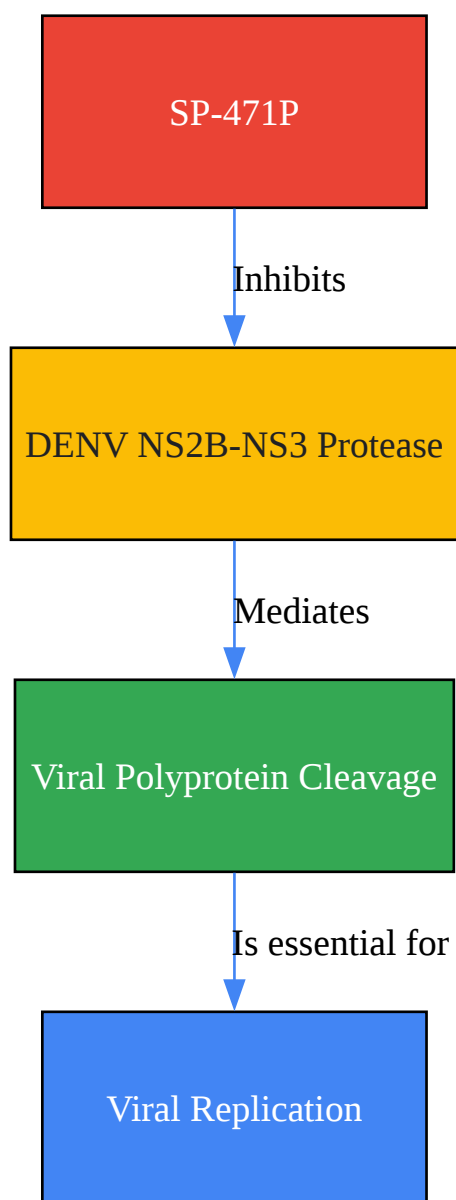 SP-471P
Inhibits
DENV NS2B-NS3 Protease
Mediates
Viral Polyprotein Cleavage
Is essential for
Viral Replication